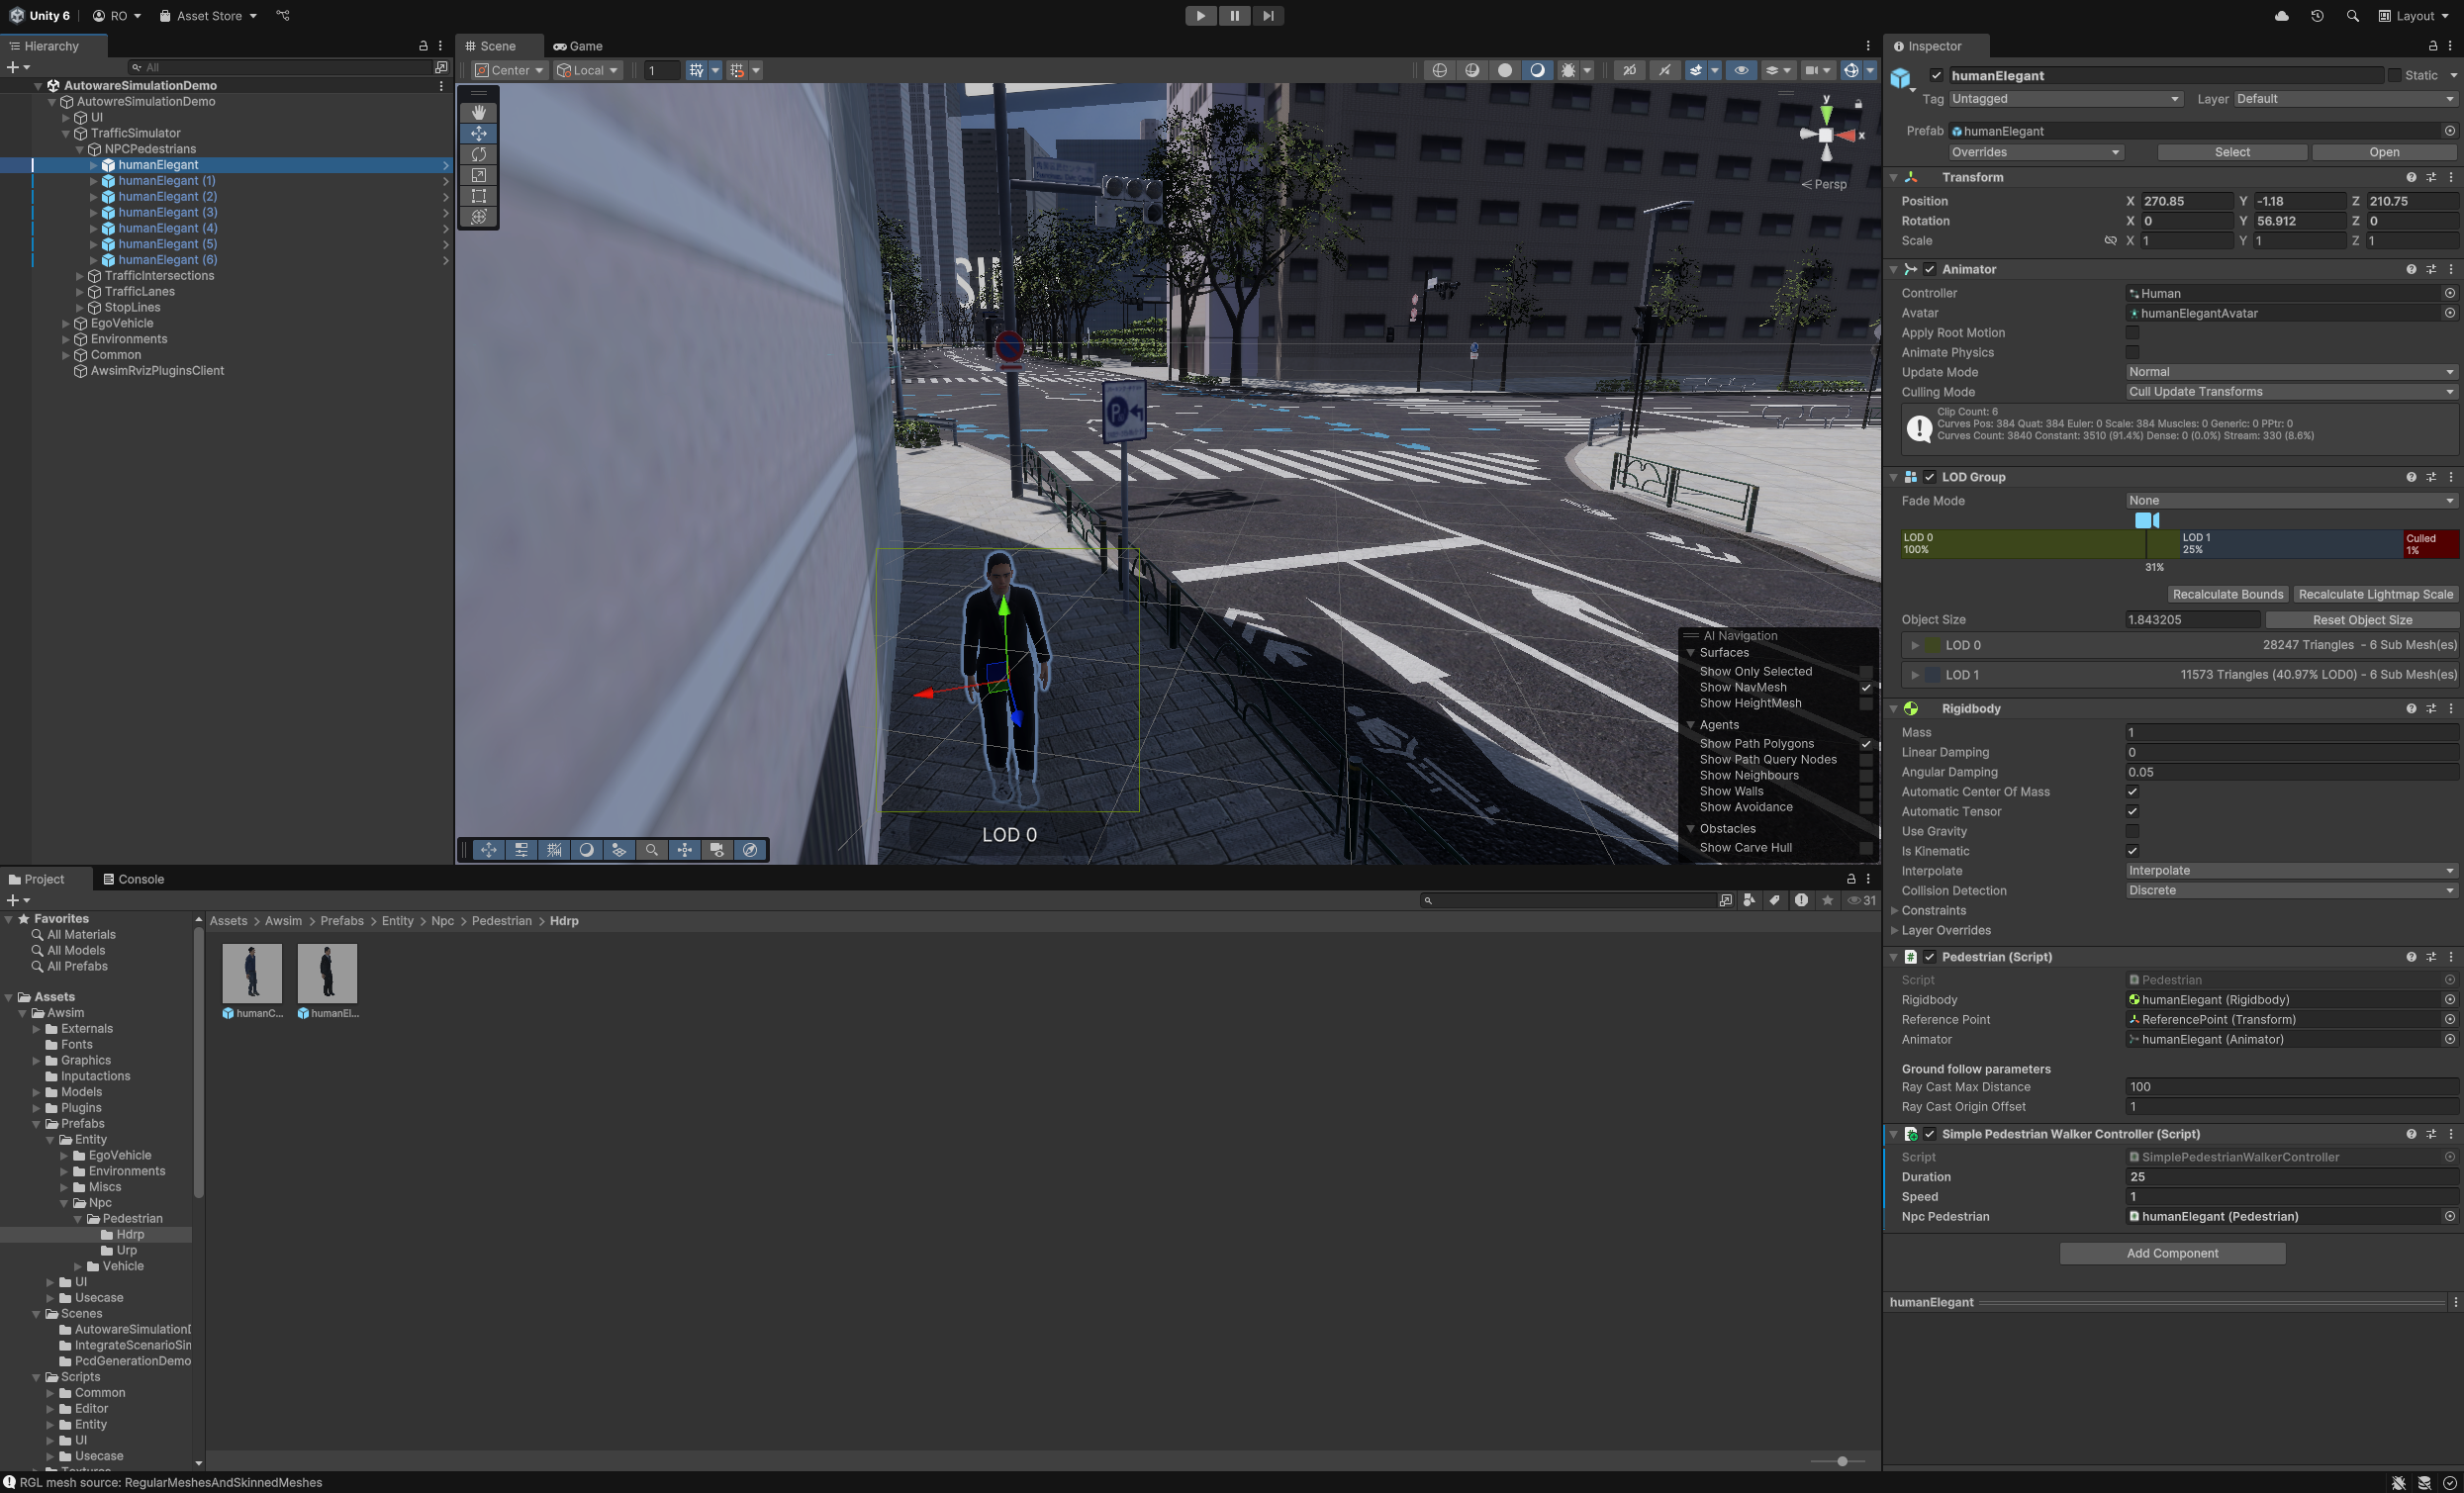 Unity 6 RO Asset Store Layout
Hierarchy
All
AutowareSimulationDemo
AutowreSimulationDemo
UI
TrafficSimulator
NPCPedestrians
humanElegant
humanElegant (1)
humanElegant (2)
humanElegant (3)
humanElegant (4)
humanElegant (5)
humanElegant (6)
TrafficIntersections
TrafficLanes
StopLines
EgoVehicle
Environments
Common
AwsimRvizPluginsClient
Scene Game
Center Local 1 2D
y
x
< Persp
P
LOD 0
AI Navigation
Surfaces
Show Only Selected
Show NavMesh
Show HeightMesh
Agents
Show Path Polygons
Show Path Query Nodes
Show Neighbours
Show Walls
Show Avoidance
Obstacles
Show Carve Hull
Inspector
humanElegant Static
Tag Untagged Layer Default
Prefab humanElegant
Overrides Select Open
Transform
Position X 270.85 Y -1.18 Z 210.75
Rotation X 0 Y 56.912 Z 0
Scale X 1 Y 1 Z 1
Animator
Controller Human
Avatar humanElegantAvatar
Apply Root Motion
Animate Physics
Update Mode Normal
Culling Mode Cull Update Transforms
Clip Count: 6
Curves Pos: 384 Quat: 384 Euler: 0 Scale: 384 Muscles: 0 Generic: 0 PPtr: 0
Curves Count: 3840 Constant: 3510 (91.4%) Dense: 0 (0.0%) Stream: 330 (8.6%)
LOD Group
Fade Mode None
LOD 0 LOD 1 Culled
100% 25% 1%
31%
Recalculate Bounds Recalculate Lightmap Scale
Object Size 1.843205 Reset Object Size
LOD 0 28247 Triangles - 6 Sub Mesh(es)
LOD 1 11573 Triangles (40.97% LOD0) - 6 Sub Mesh(es)
Rigidbody
Mass 1
Linear Damping 0
Angular Damping 0.05
Automatic Center Of Mass
Automatic Tensor
Use Gravity
Is Kinematic
Interpolate Interpolate
Collision Detection Discrete
Constraints
Layer Overrides
Pedestrian (Script)
Script Pedestrian
Rigidbody humanElegant (Rigidbody)
Reference Point ReferencePoint (Transform)
Animator humanElegant (Animator)
Ground follow parameters
Ray Cast Max Distance 100
Ray Cast Origin Offset 1
Simple Pedestrian Walker Controller (Script)
Script SimplePedestrianWalkerController
Duration 25
Speed 1
Npc Pedestrian humanElegant (Pedestrian)
Add Component
humanElegant
Project Console
31
Favorites
All Materials
All Models
All Prefabs
Assets
Awsim
Externals
Fonts
Graphics
Inputactions
Models
Plugins
Prefabs
Entity
EgoVehicle
Environments
Miscs
Npc
Pedestrian
Hdrp
Urp
Vehicle
UI
Usecase
Scenes
AutowareSimulationD
IntegrateScenarioSim
PcdGenerationDemo
Scripts
Common
Editor
Entity
UI
Usecase
Textures
Assets > Awsim > Prefabs > Entity > Npc > Pedestrian > Hdrp
humanC... humanEl...
RGL mesh source: RegularMeshesAndSkinnedMeshes